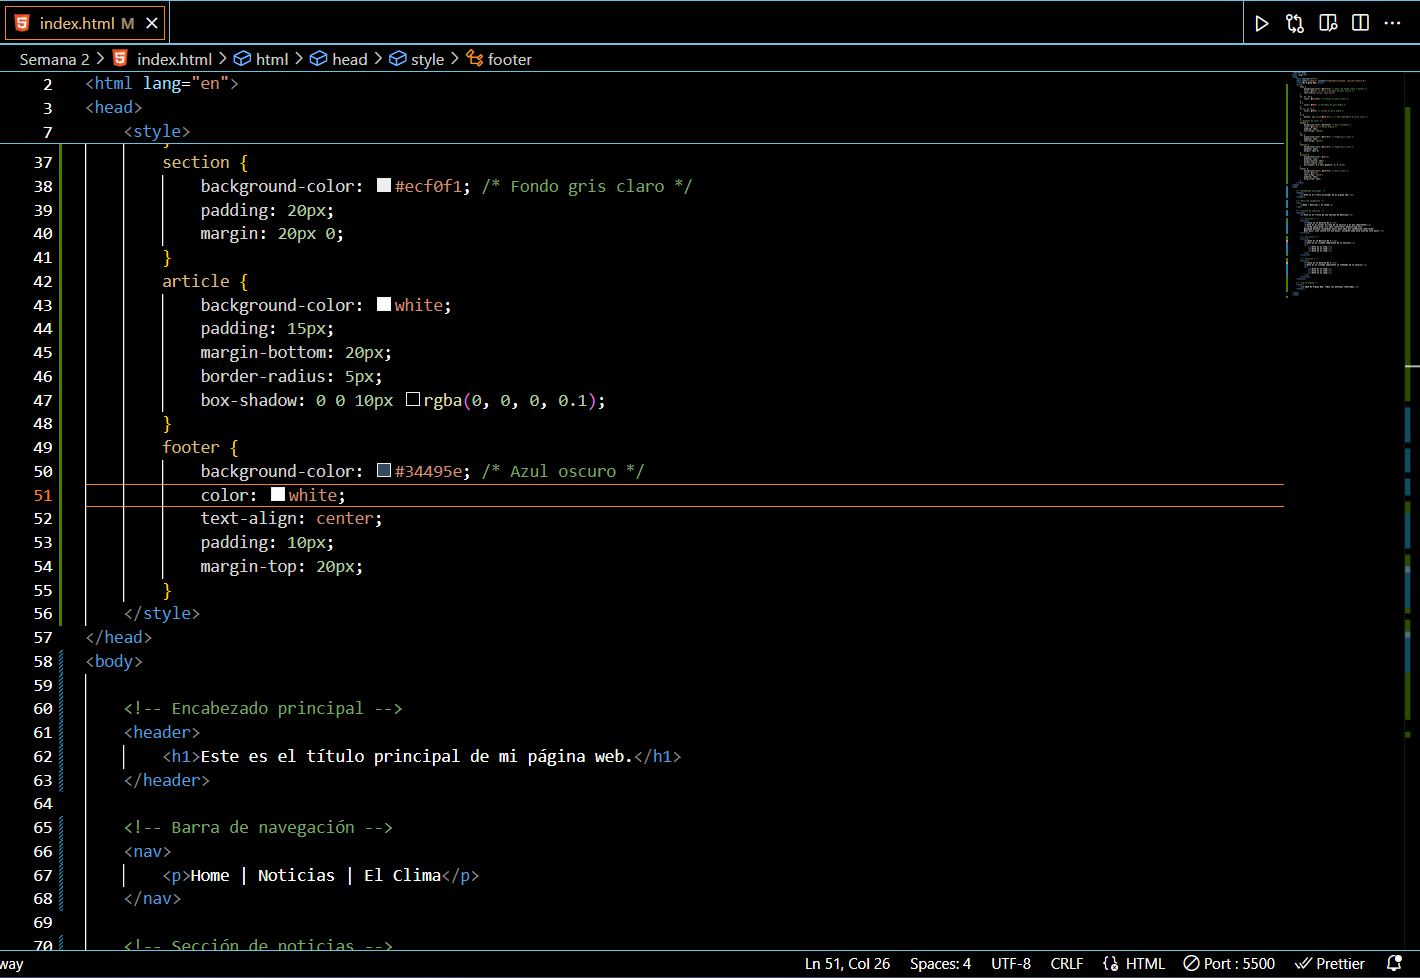 index.html M
Semana 2 > index.html > html > head > style > footer
2 <html lang="en">
3 <head>
7 <style>
37 section {
38 background-color: #ecf0f1; /* Fondo gris claro */
39 padding: 20px;
40 margin: 20px 0;
41 }
42 article {
43 background-color: white;
44 padding: 15px;
45 margin-bottom: 20px;
46 border-radius: 5px;
47 box-shadow: 0 0 10px rgba(0, 0, 0, 0.1);
48 }
49 footer {
50 background-color: #34495e; /* Azul oscuro */
51 color: white;
52 text-align: center;
53 padding: 10px;
54 margin-top: 20px;
55 }
56 </style>
57 </head>
58 <body>
59
60 <!-- Encabezado principal -->
61 <header>
62 <h1>Este es el título principal de mi página web.</h1>
63 </header>
64
65 <!-- Barra de navegación -->
66 <nav>
67 <p>Home | Noticias | El Clima</p>
68 </nav>
69
70 <!-- Sección de noticias -->
way Ln 51, Col 26 Spaces: 4 UTF-8 CRLF {} HTML Port : 5500 Prettier